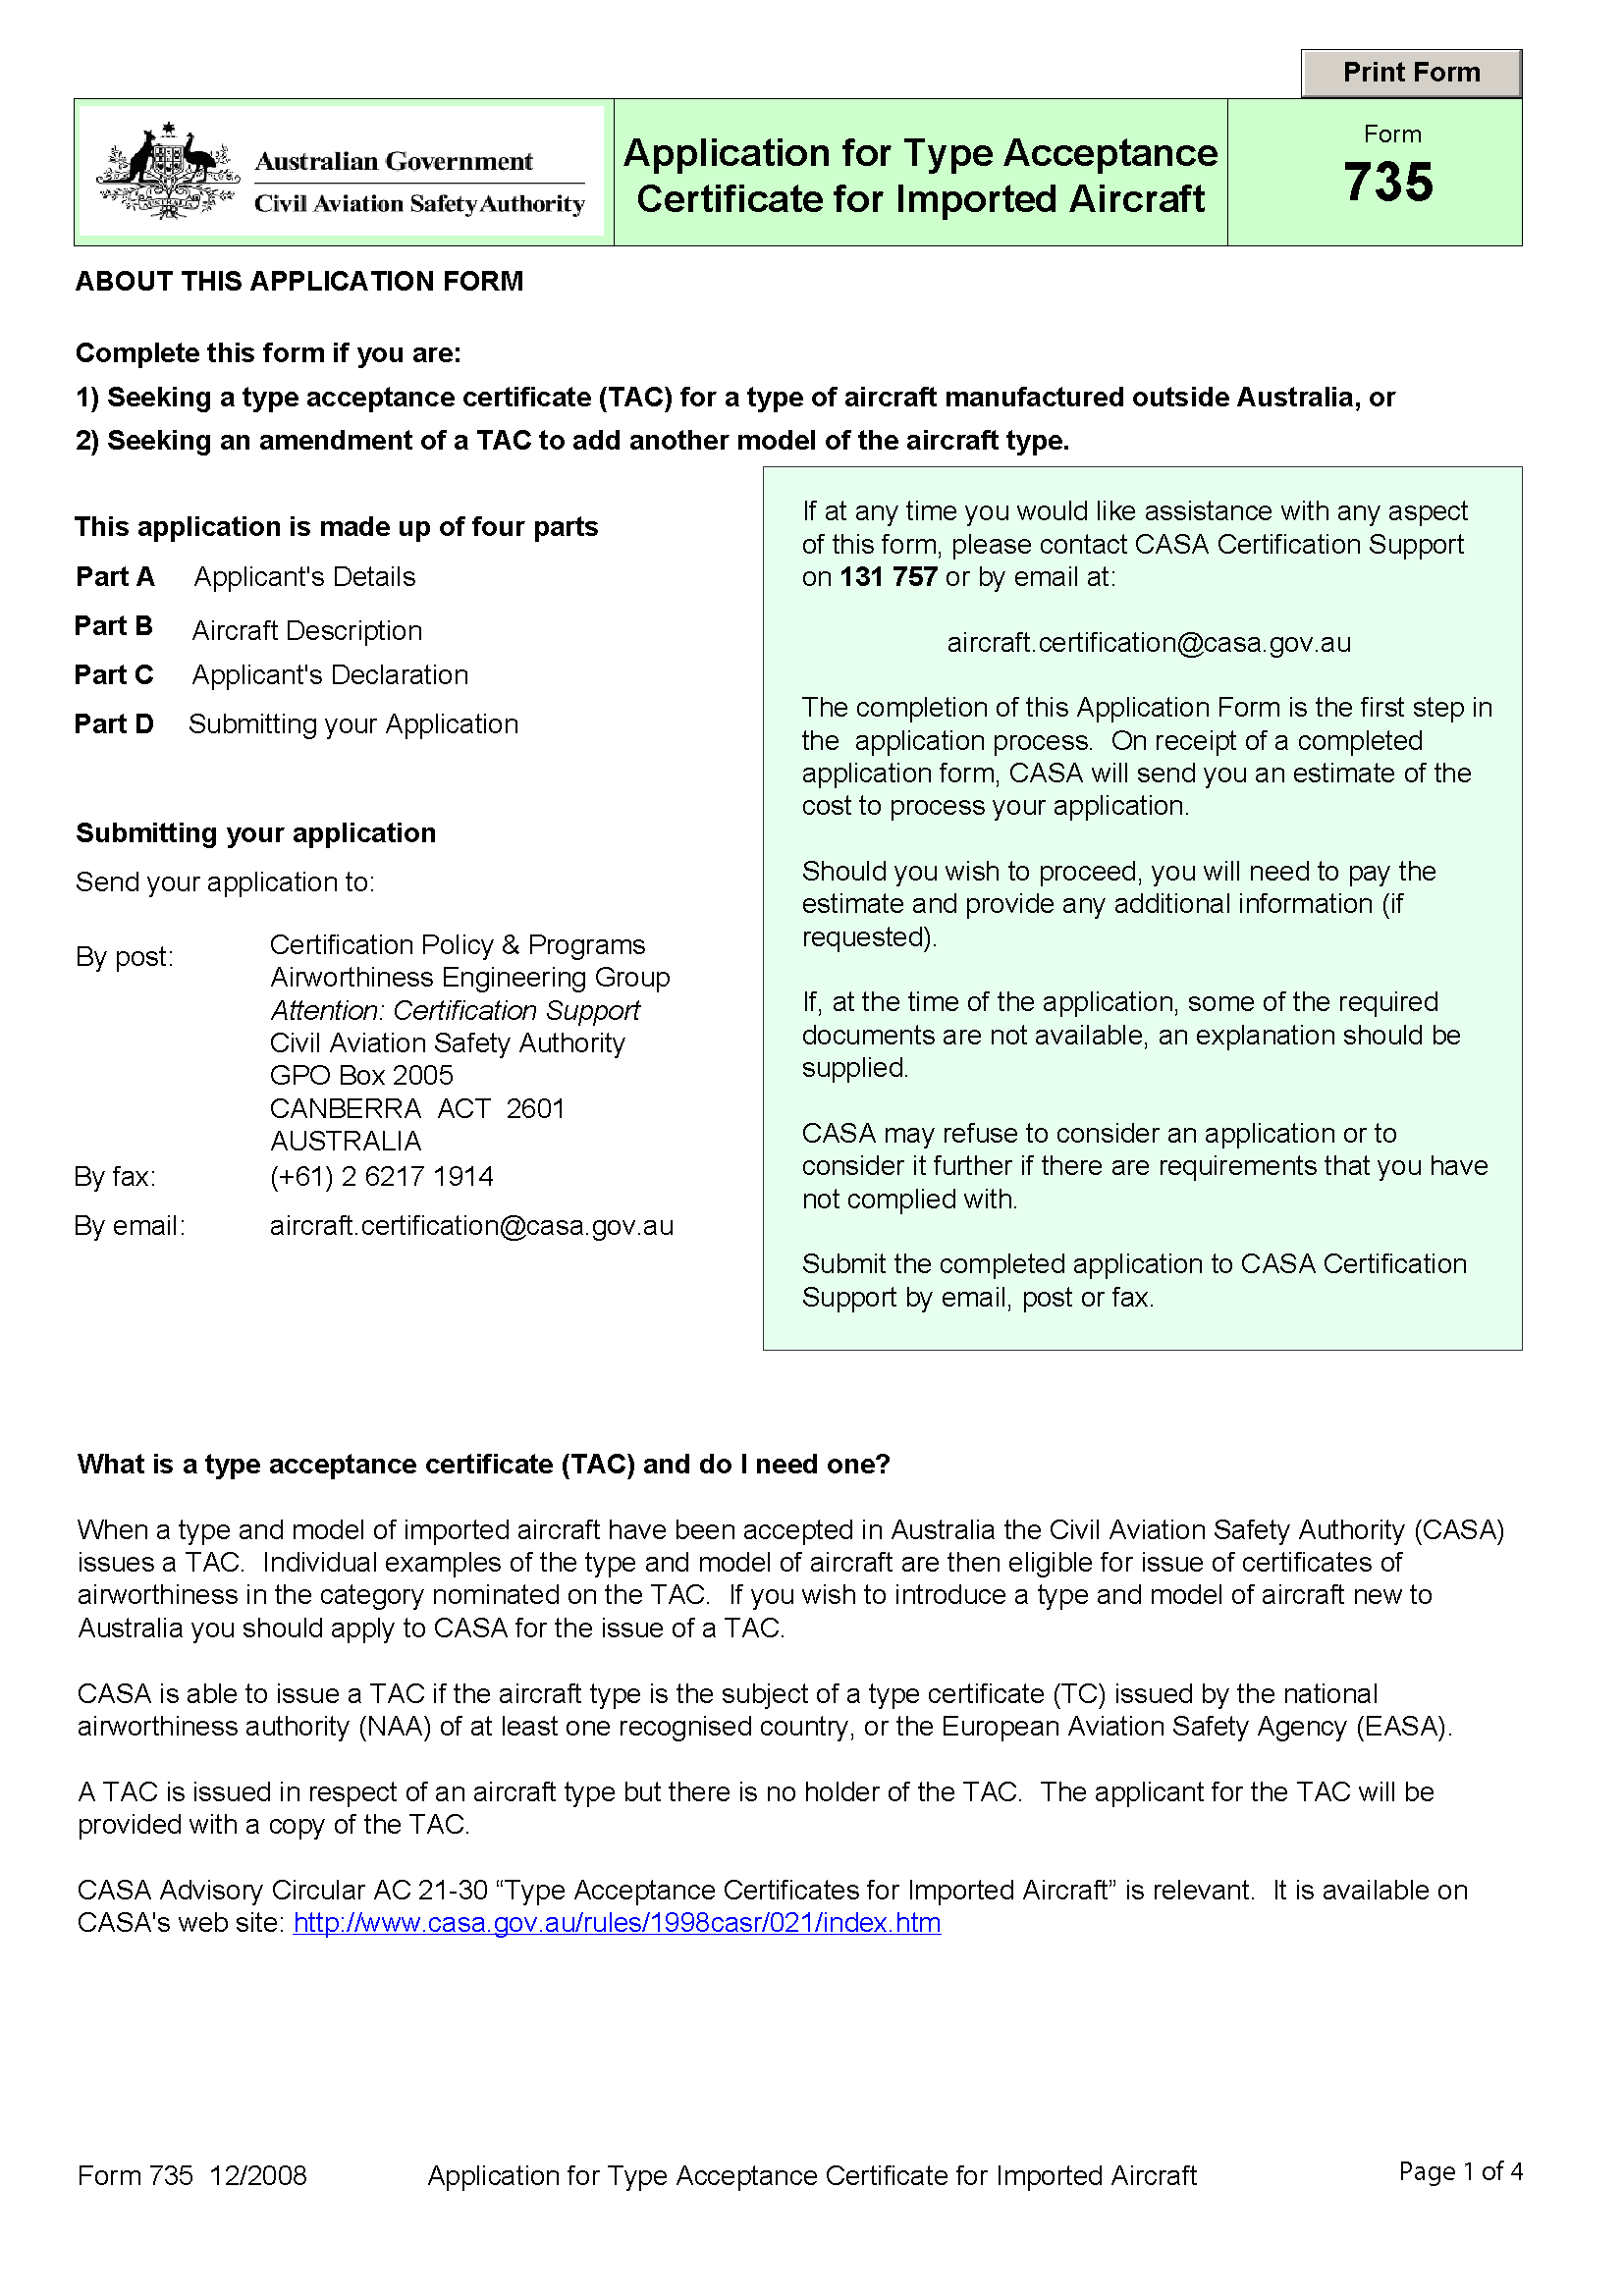 Print Form
Australian Government
Civil Aviation Safety Authority
Application for Type Acceptance
Certificate for Imported Aircraft
Form
735
ABOUT THIS APPLICATION FORM
Complete this form if you are:
1) Seeking a type acceptance certificate (TAC) for a type of aircraft manufactured outside Australia, or
2) Seeking an amendment of a TAC to add another model of the aircraft type.
This application is made up of four parts
Part A Applicant's Details
Part B Aircraft Description
Part C Applicant's Declaration
Part D Submitting your Application
Submitting your application
Send your application to:
By post:
Certification Policy & Programs
Airworthiness Engineering Group
Attention: Certification Support
Civil Aviation Safety Authority
GPO Box 2005
CANBERRA ACT 2601
AUSTRALIA
By fax: (+61) 2 6217 1914
By email: aircraft.certification@casa.gov.au
If at any time you would like assistance with any aspect
of this form, please contact CASA Certification Support
on 131 757 or by email at:
aircraft.certification@casa.gov.au
The completion of this Application Form is the first step in
the application process. On receipt of a completed
application form, CASA will send you an estimate of the
cost to process your application.
Should you wish to proceed, you will need to pay the
estimate and provide any additional information (if
requested).
If, at the time of the application, some of the required
documents are not available, an explanation should be
supplied.
CASA may refuse to consider an application or to
consider it further if there are requirements that you have
not complied with.
Submit the completed application to CASA Certification
Support by email, post or fax.
What is a type acceptance certificate (TAC) and do I need one?
When a type and model of imported aircraft have been accepted in Australia the Civil Aviation Safety Authority (CASA)
issues a TAC. Individual examples of the type and model of aircraft are then eligible for issue of certificates of
airworthiness in the category nominated on the TAC. If you wish to introduce a type and model of aircraft new to
Australia you should apply to CASA for the issue of a TAC.
CASA is able to issue a TAC if the aircraft type is the subject of a type certificate (TC) issued by the national
airworthiness authority (NAA) of at least one recognised country, or the European Aviation Safety Agency (EASA).
A TAC is issued in respect of an aircraft type but there is no holder of the TAC. The applicant for the TAC will be
provided with a copy of the TAC.
CASA Advisory Circular AC 21-30 “Type Acceptance Certificates for Imported Aircraft” is relevant. It is available on
CASA's web site: http://www.casa.gov.au/rules/1998casr/021/index.htm
Form 735 12/2008 Application for Type Acceptance Certificate for Imported Aircraft Page 1 of 4